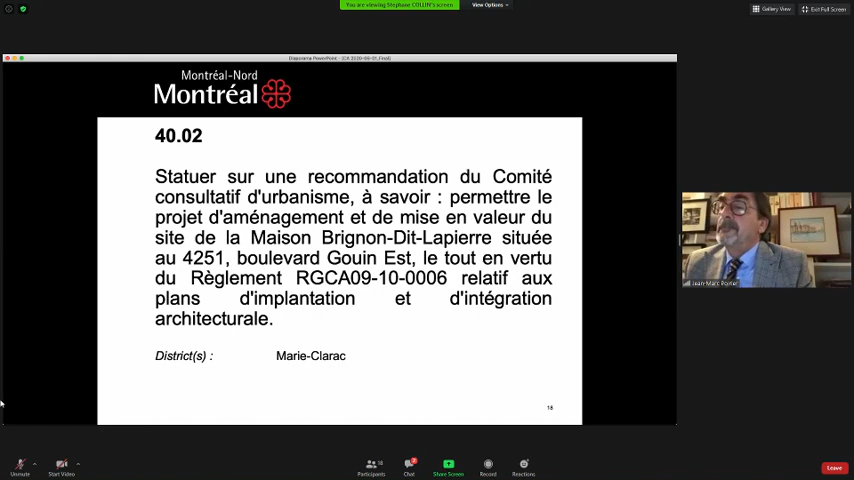 You are viewing Stephane COLLIN's screen
View Options
Gallery View
Exit Full Screen
Montréal-Nord
Montréal
40.02
Statuer sur une recommandation du Comité
consultatif d'urbanisme, à savoir : permettre le
projet d'aménagement et de mise en valeur du
site de la Maison Brignon-Dit-Lapierre située
au 4251, boulevard Gouin Est, le tout en vertu
du Règlement RGCA09-10-0006 relatif aux
plans d'implantation et d'intégration
architecturale.
District(s) : Marie-Clarac
18
Jean-Marc Poirier
Unmute
Start Video
Participants
18
Chat
2
Share Screen
Record
Reactions
Leave